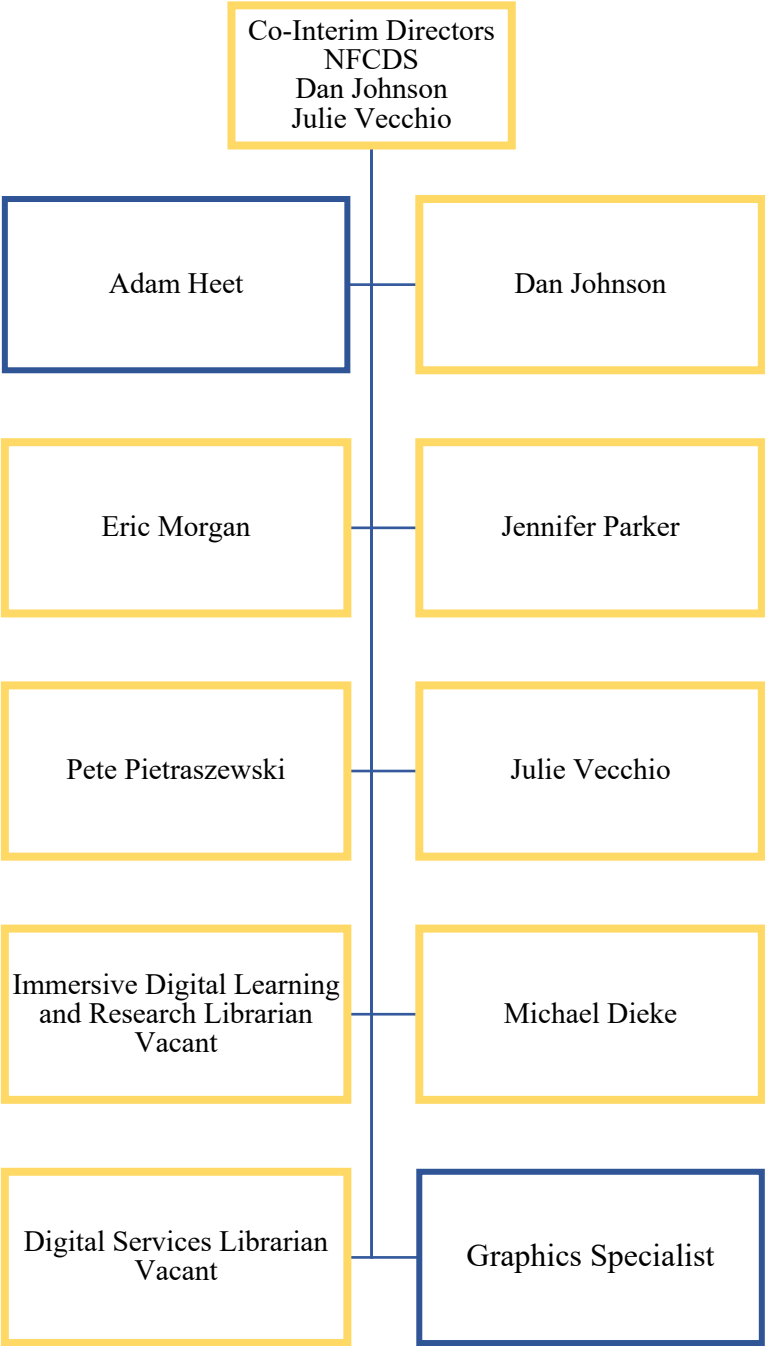 Co-Interim Directors
NFCDS
Dan Johnson
Julie Vecchio
Adam Heet
Dan Johnson
Eric Morgan
Jennifer Parker
Pete Pietraszewski
Julie Vecchio
Immersive Digital Learning
and Research Librarian
Vacant
Michael Dieke
Digital Services Librarian
Vacant
Graphics Specialist